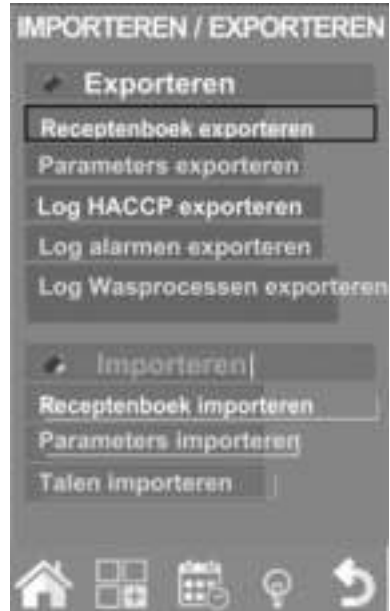 IMPORTEREN / EXPORTEREN
Exporteren
Receptenboek exporteren
Parameters exporteren
Log HACCP exporteren
Log alarmen exporteren
Log Wasprocessen exporteren
Importeren
Receptenboek importeren
Parameters importeren
Talen importeren